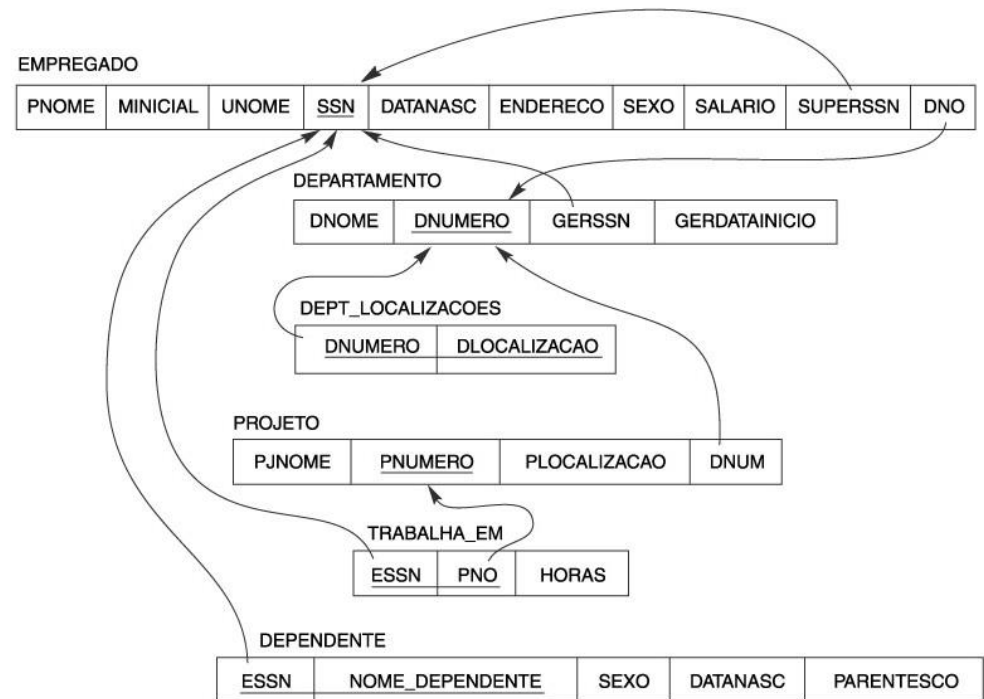 EMPREGADO
PNOME MINICIAL UNOME SSN DATANASC ENDERECO SEXO SALARIO SUPERSSN DNO
DEPARTAMENTO
DNOME DNUMERO GERSSN GERDATAINICIO
DEPT_LOCALIZACOES
DNUMERO DLOCALIZACAO
PROJETO
PJNOME PNUMERO PLOCALIZACAO DNUM
TRABALHA_EM
ESSN PNO HORAS
DEPENDENTE
ESSN NOME_DEPENDENTE SEXO DATANASC PARENTESCO